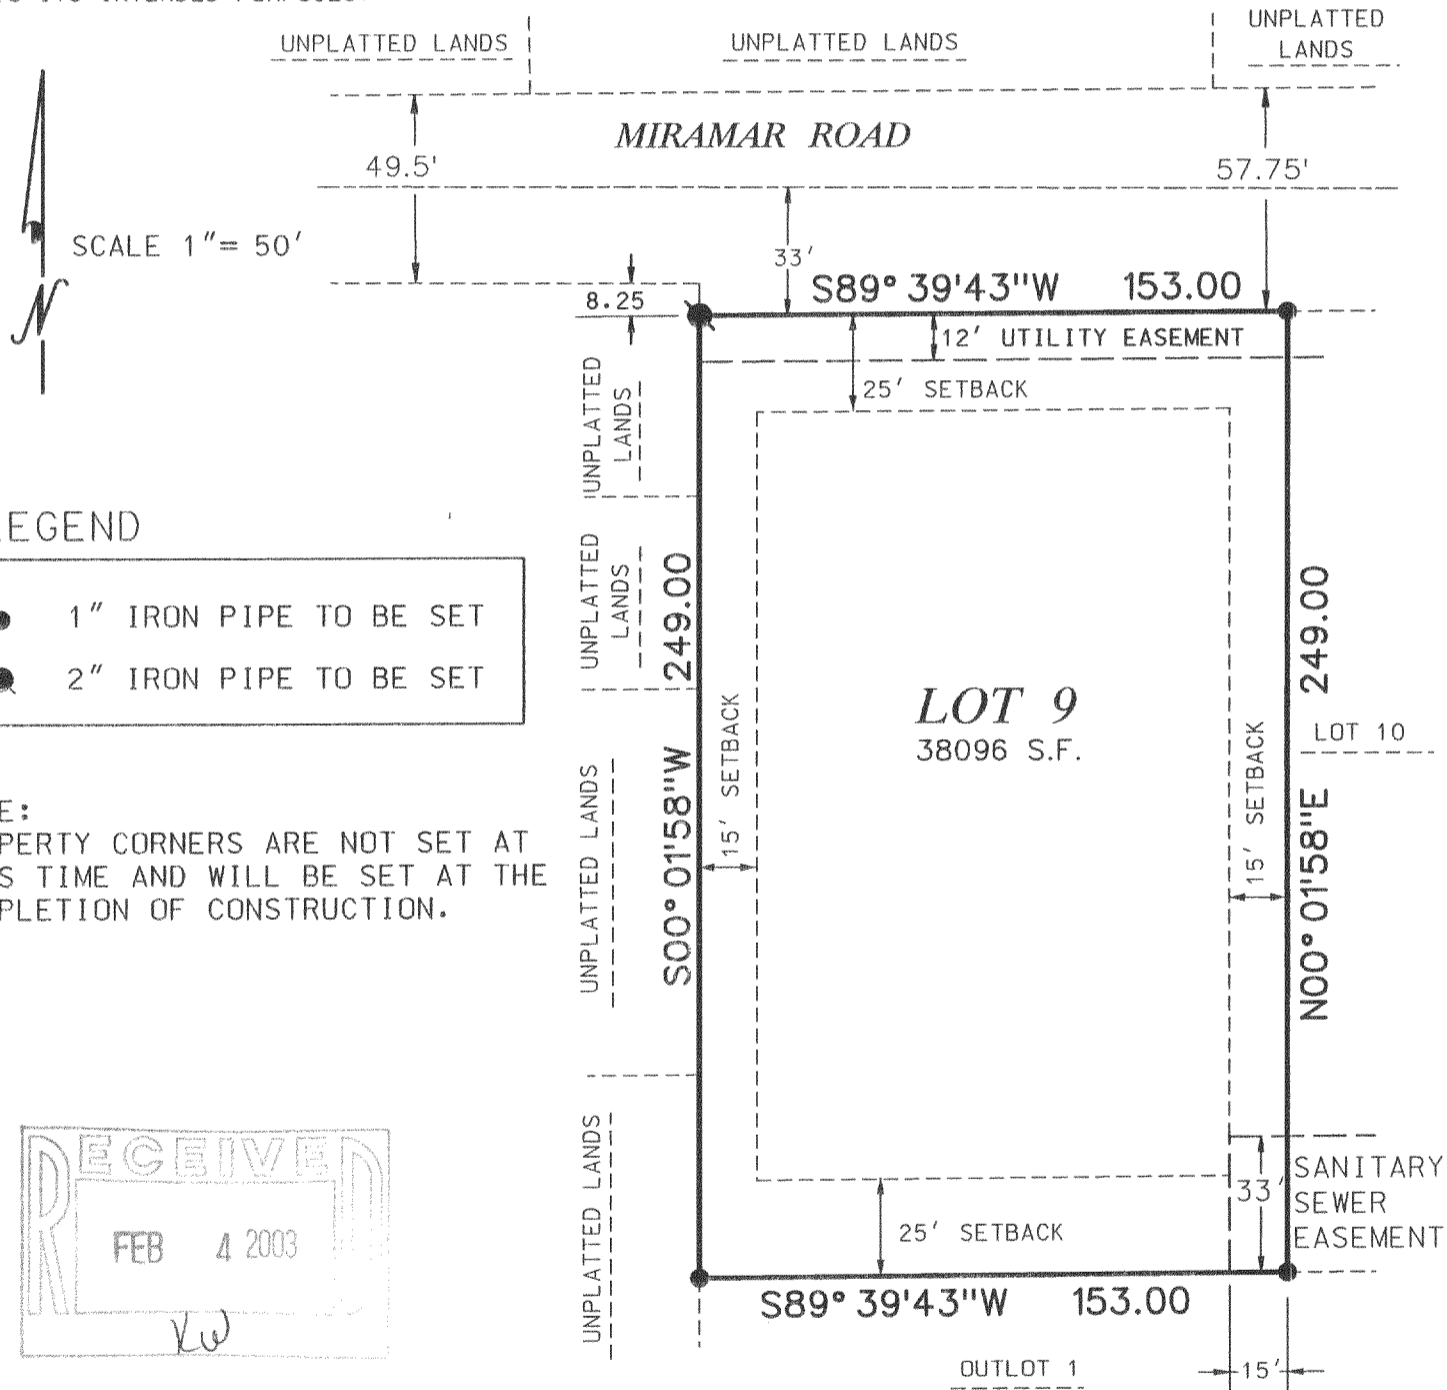 UNPLATTED LANDS
UNPLATTED LANDS
UNPLATTED
LANDS
MIRAMAR ROAD
49.5'
57.75'
SCALE 1"= 50'
N
33'
8.25
S89° 39'43"W 153.00
12' UTILITY EASEMENT
25' SETBACK
UNPLATTED
LANDS
UNPLATTED
LANDS
UNPLATTED LANDS
UNPLATTED LANDS
S00° 01'58"W 249.00
15' SETBACK
LOT 9
38096 S.F.
15' SETBACK
N00° 01'58"E 249.00
LOT 10
EGEND
1" IRON PIPE TO BE SET
2" IRON PIPE TO BE SET
E:
PERTY CORNERS ARE NOT SET AT
S TIME AND WILL BE SET AT THE
PLETION OF CONSTRUCTION.
RECEIVED
FEB 4 2003
KW
33'
SANITARY
SEWER
EASEMENT
25' SETBACK
S89° 39'43"W 153.00
OUTLOT 1
15'